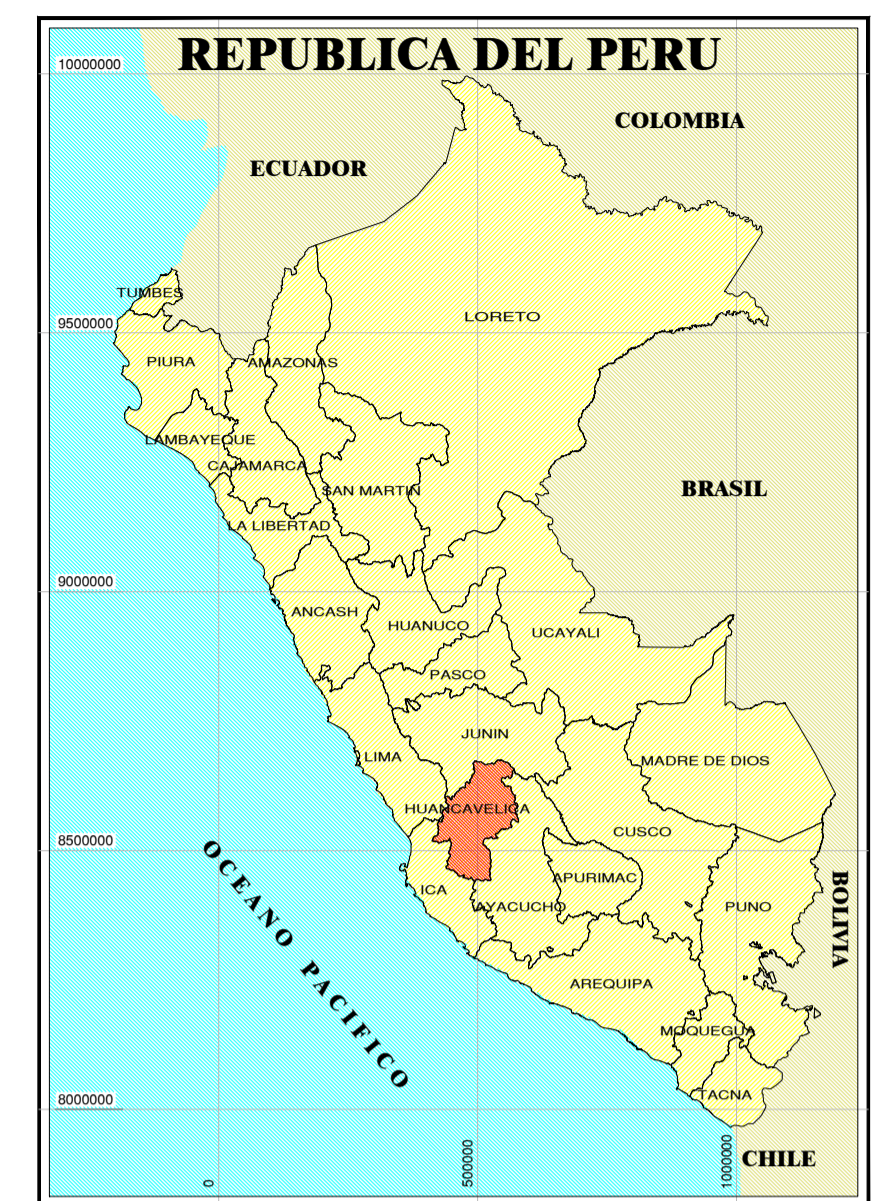 REPUBLICA DEL PERU
10000000
COLOMBIA
ECUADOR
TUMBES
LORETO
9500000
PIURA
AMAZONAS
LAMBAYEQUE
CAJAMARCA
SAN MARTIN
BRASIL
LA LIBERTAD
9000000
ANCASH
HUANUCO
UCAYALI
PASCO
JUNIN
LIMA
MADRE DE DIOS
HUANCAVELICA
CUSCO
8500000
APURIMAC
ICA
AYACUCHO
PUNO
BOLIVIA
OCEANO PACIFICO
AREQUIPA
MOQUEGUA
TACNA
8000000
CHILE
0
500000
1000000